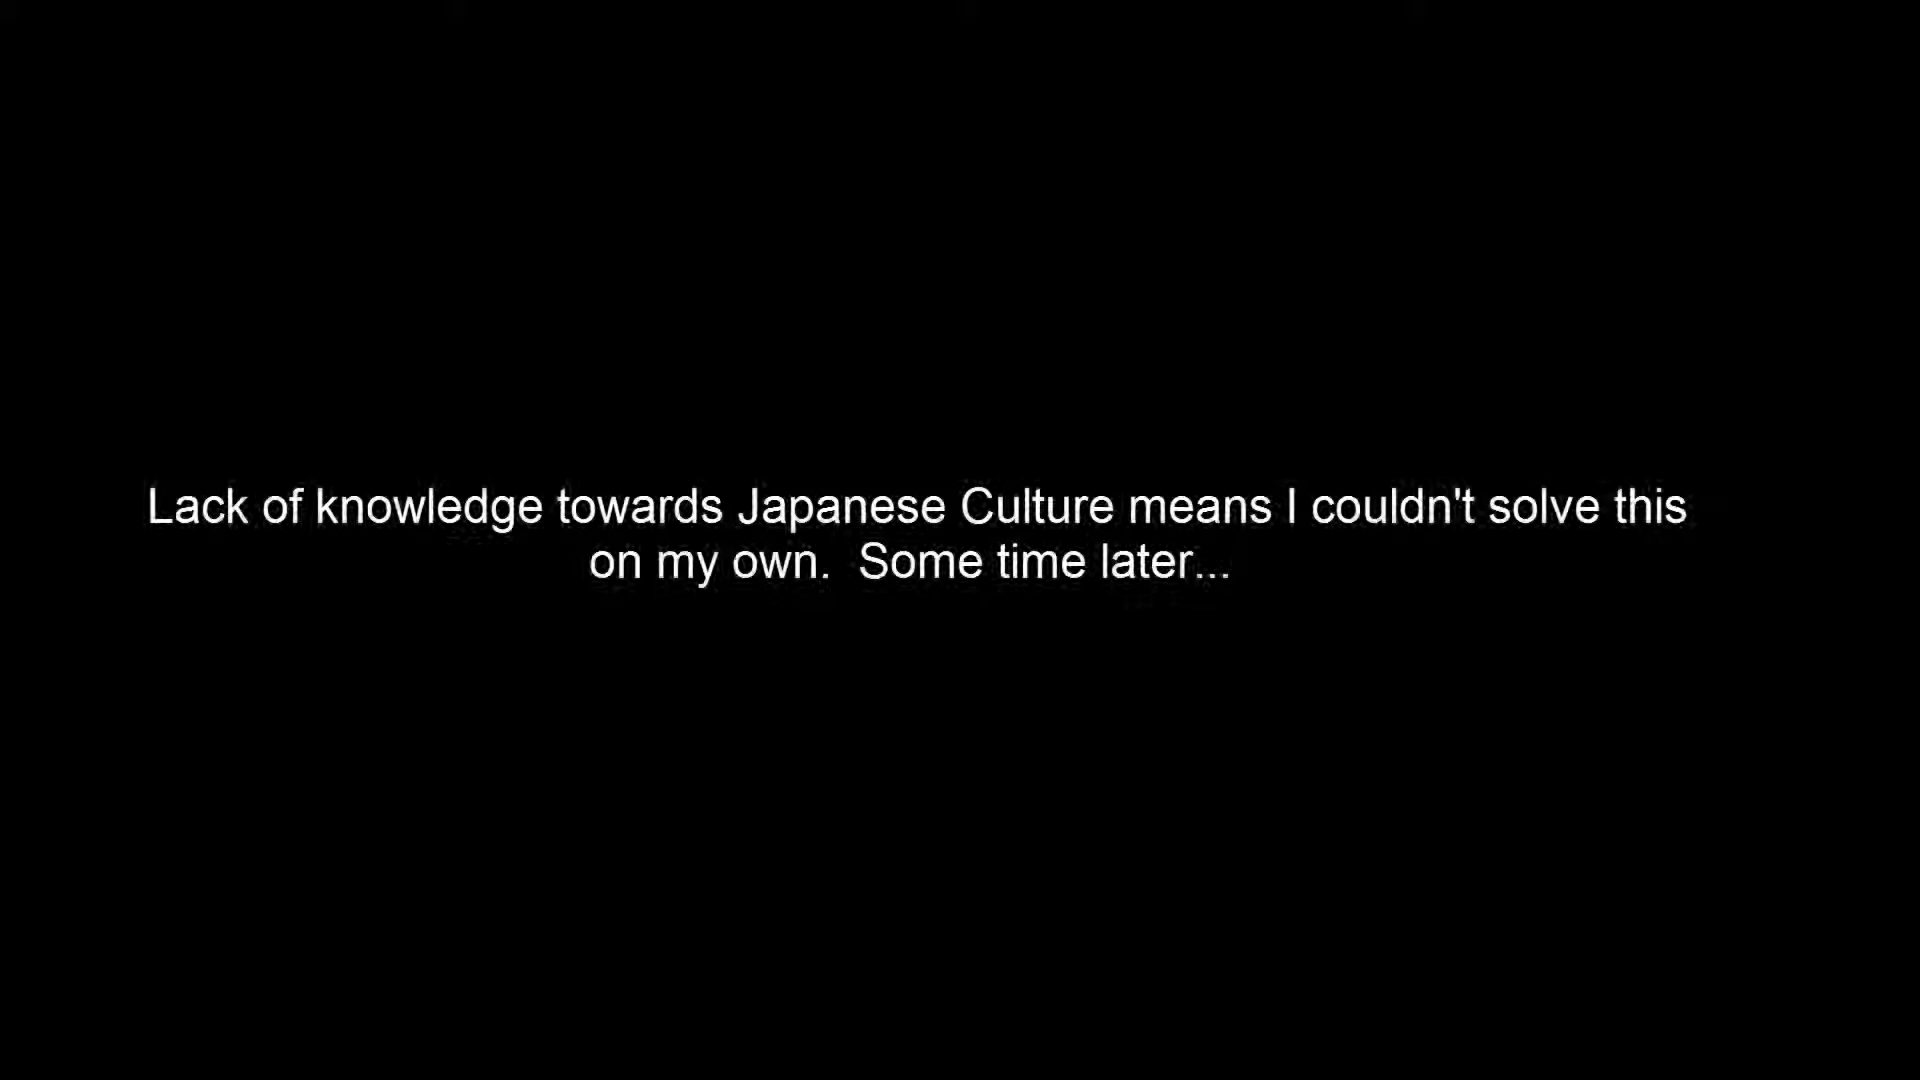 Lack of knowledge towards Japanese Culture means I couldn't solve this
on my own.  Some time later...